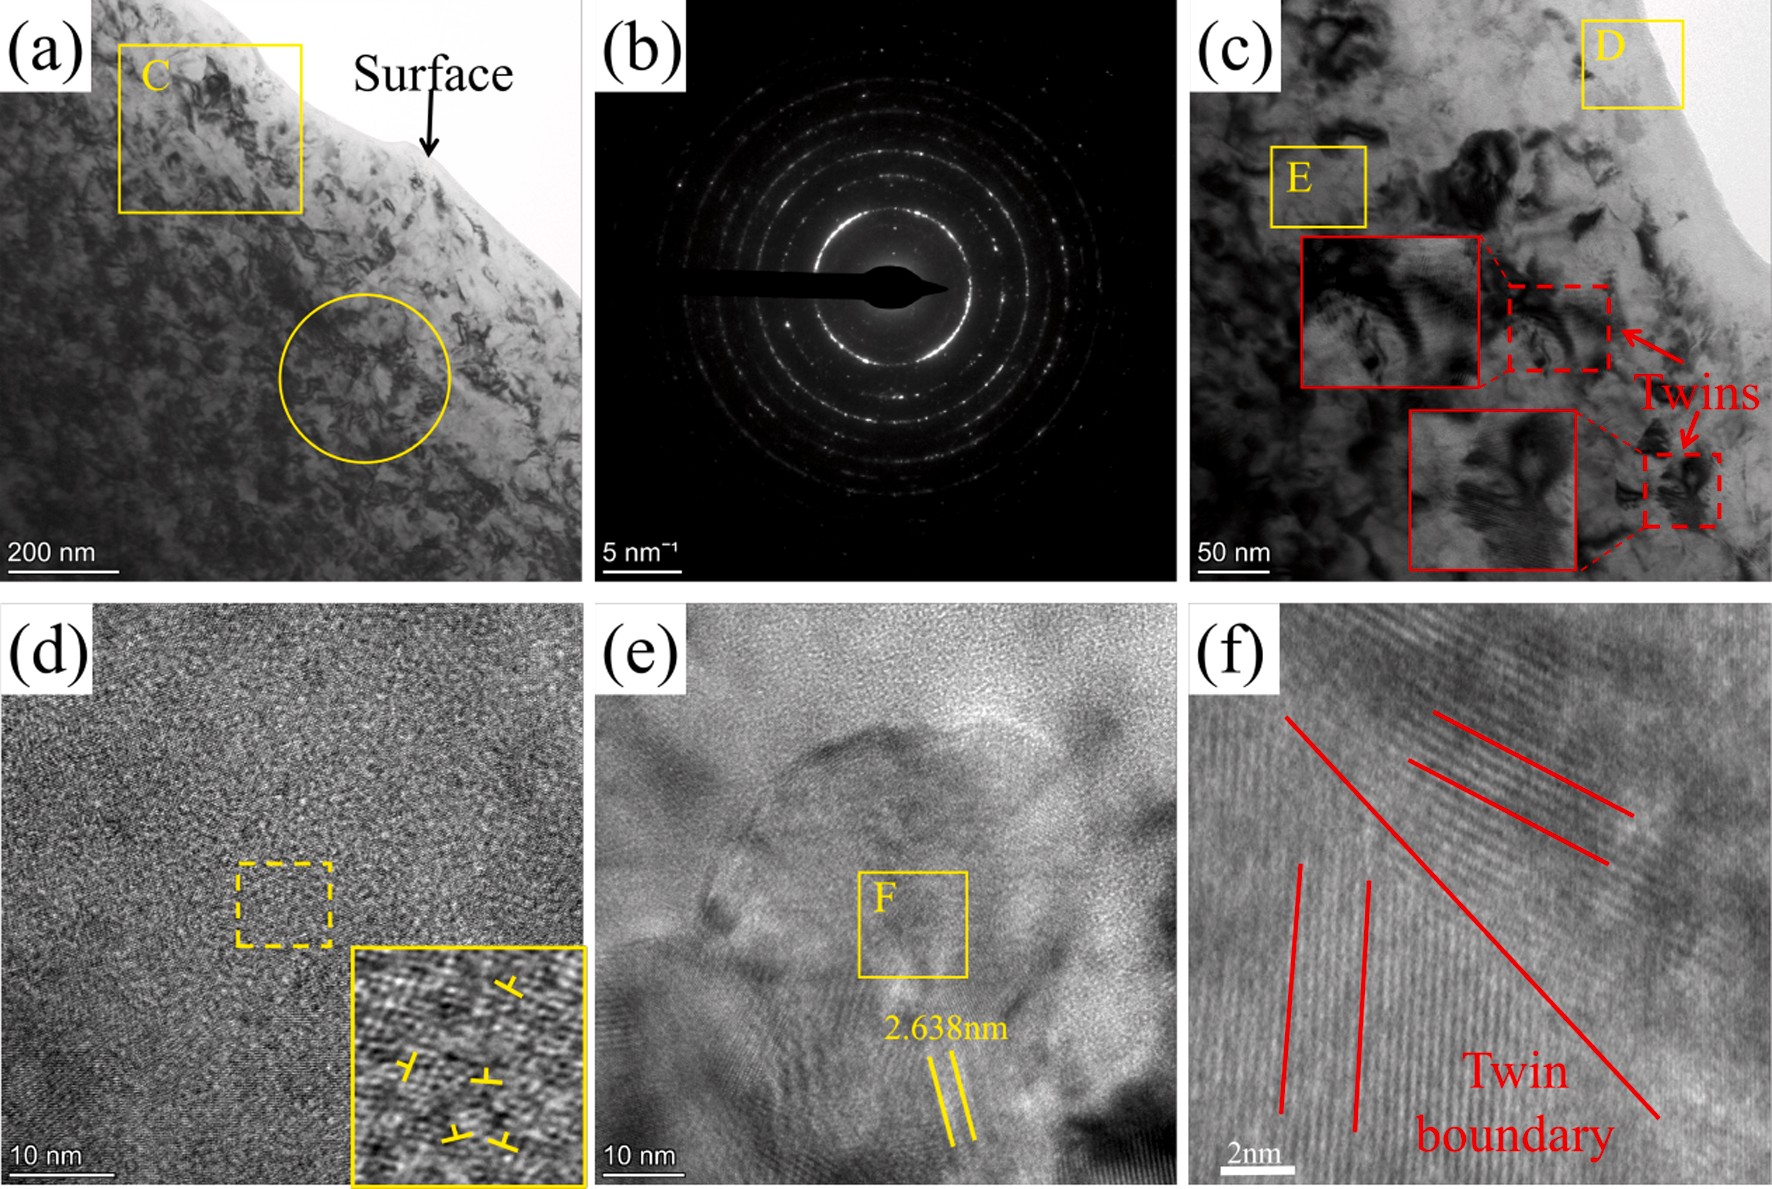 (a)
C
Surface
200 nm
(b)
5 nm⁻¹
(c)
D
E
Twins
50 nm
(d)
10 nm
(e)
F
2.638nm
10 nm
(f)
Twin
boundary
2nm